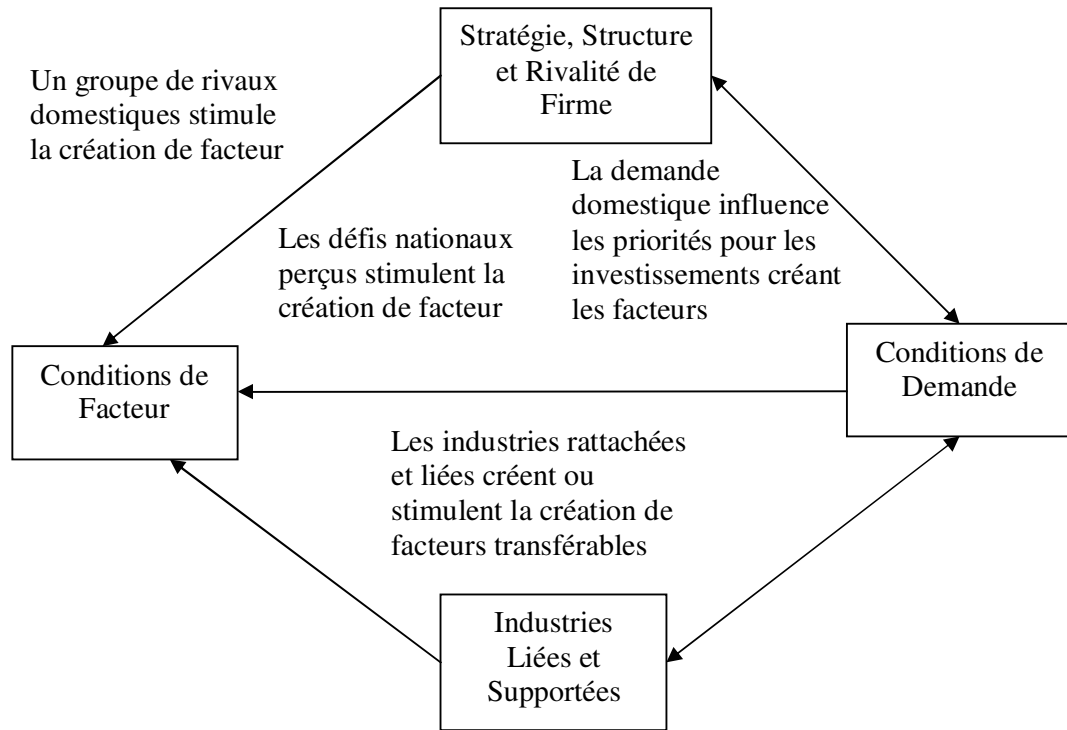 Stratégie, Structure
et Rivalité de
Firme
Un groupe de rivaux
domestiques stimule
la création de facteur
La demande
domestique influence
les priorités pour les
investissements créant
les facteurs
Les défis nationaux
perçus stimulent la
création de facteur
Conditions de
Facteur
Conditions de
Demande
Les industries rattachées
et liées créent ou
stimulent la création de
facteurs transférables
Industries
Liées et
Supportées